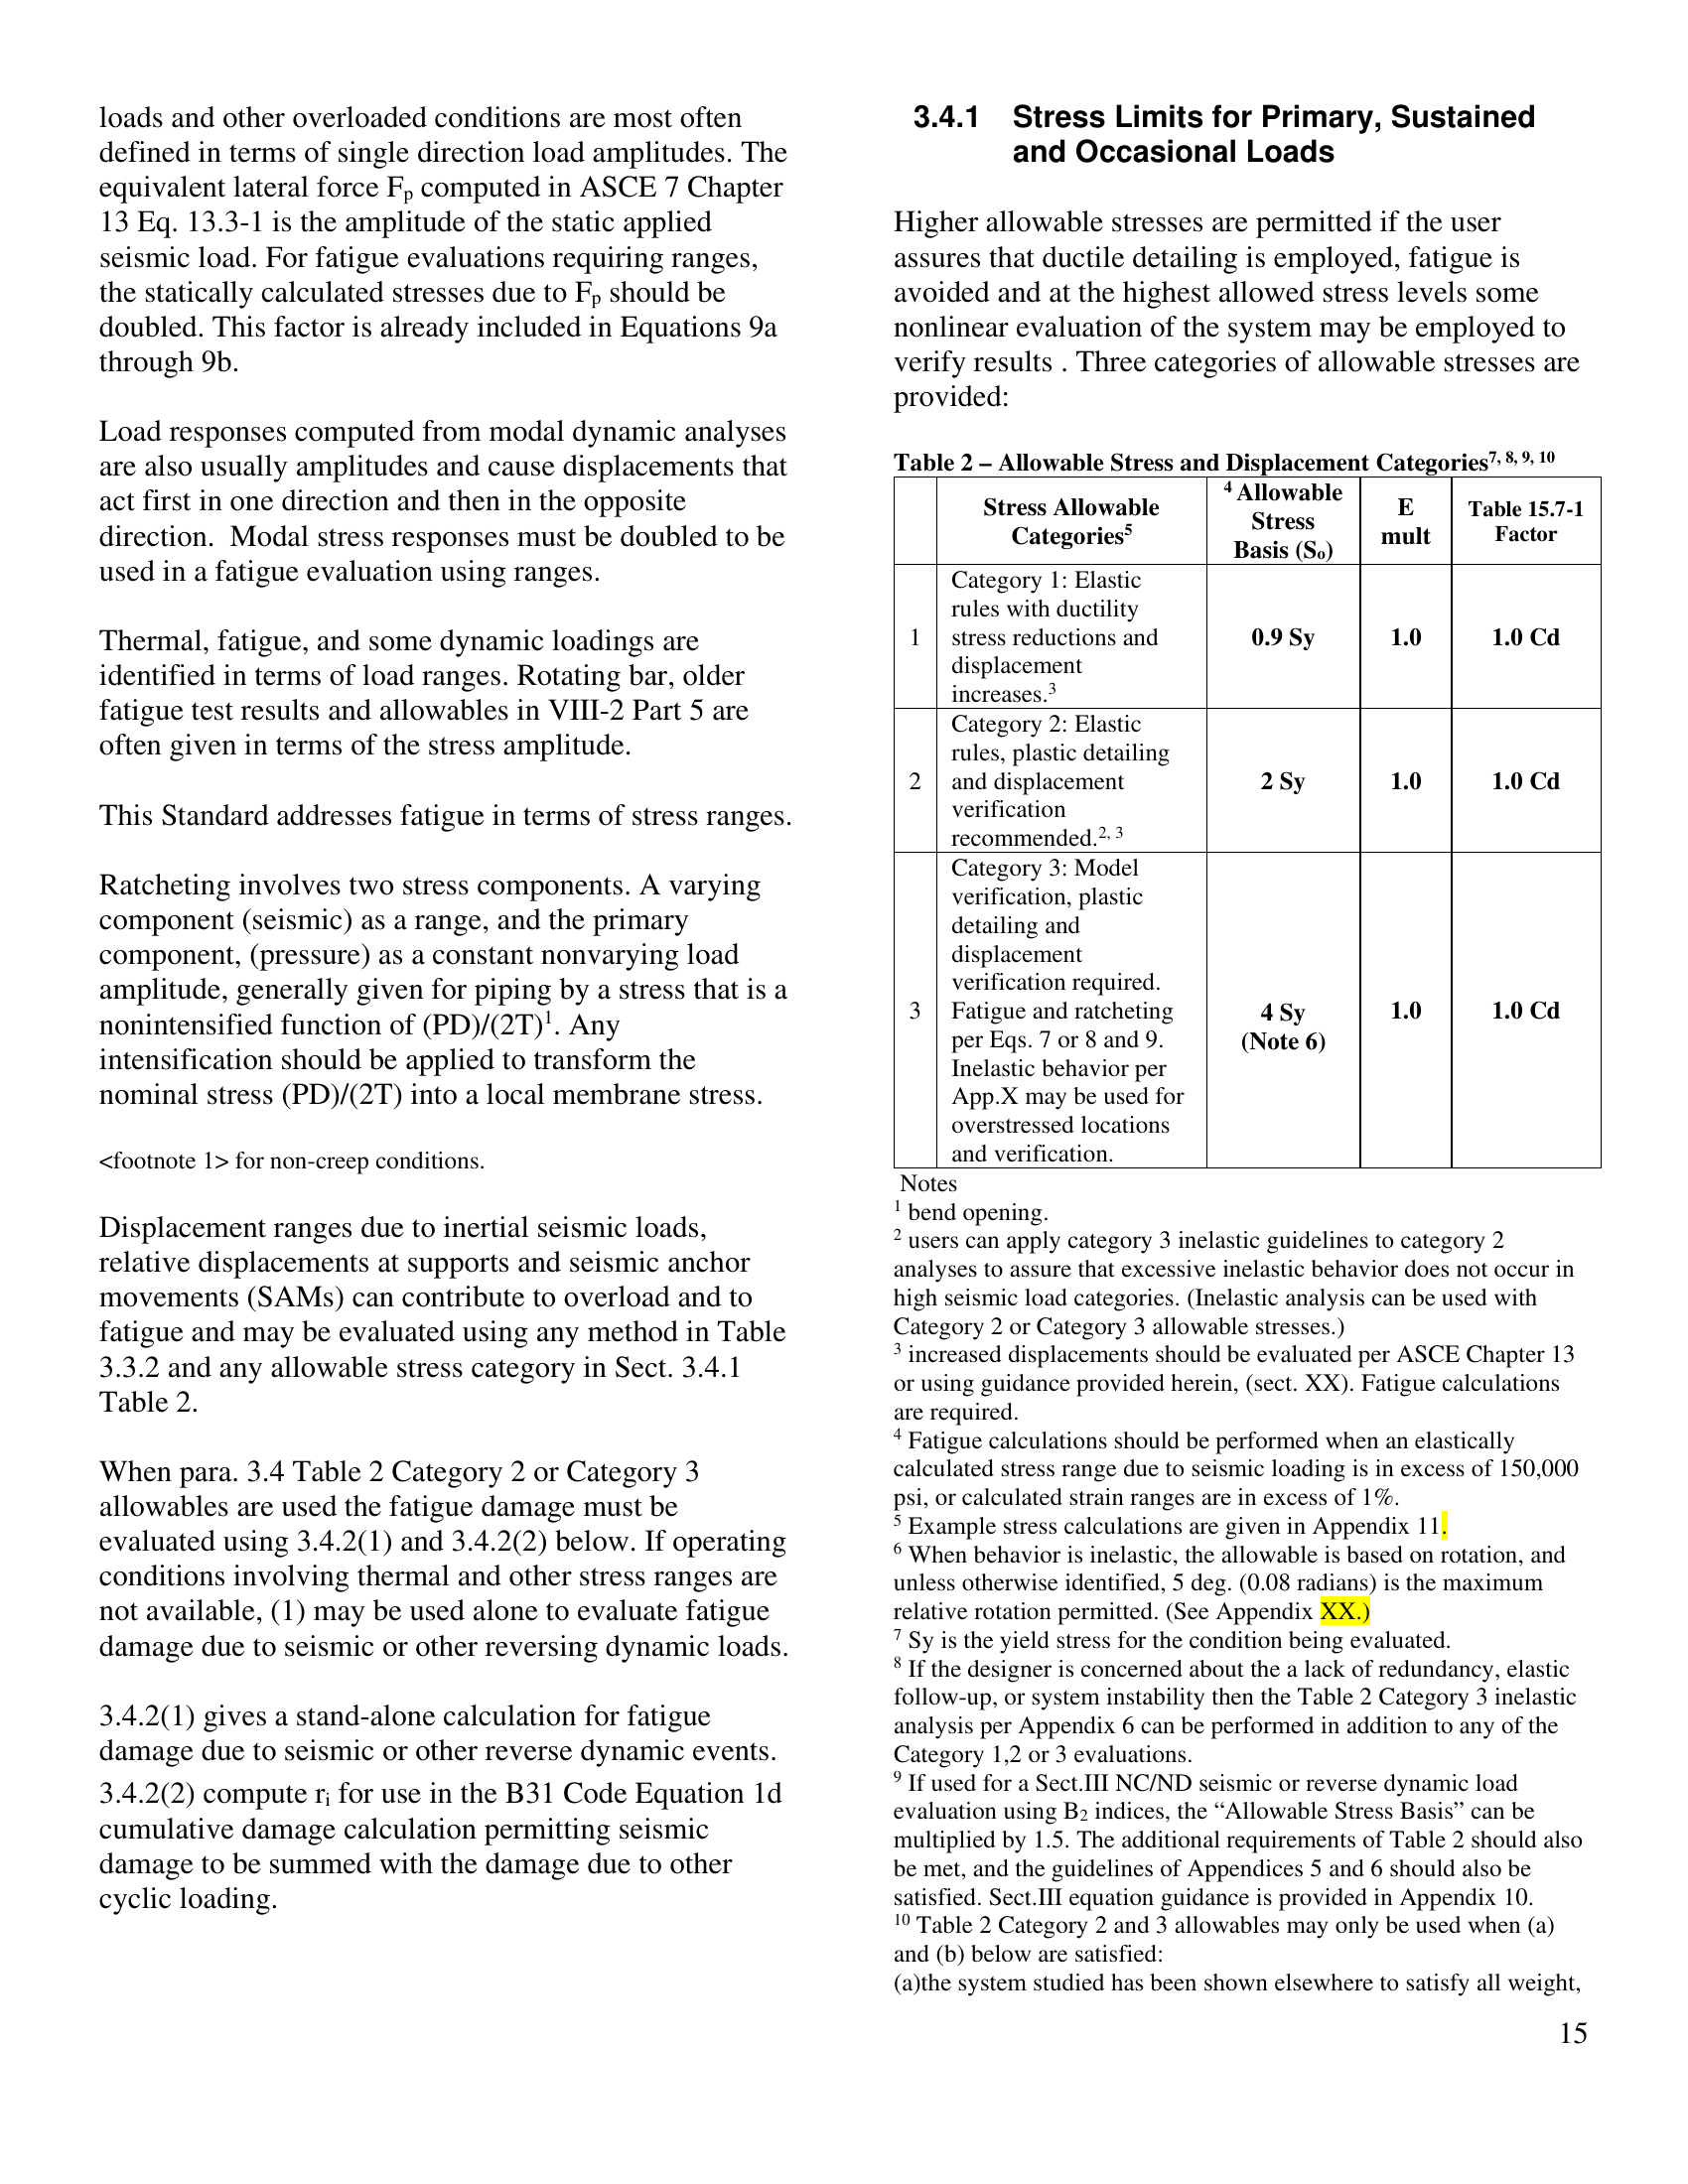 loads and other overloaded conditions are most often
defined in terms of single direction load amplitudes. The
equivalent lateral force Fp computed in ASCE 7 Chapter
13 Eq. 13.3-1 is the amplitude of the static applied
seismic load. For fatigue evaluations requiring ranges,
the statically calculated stresses due to Fp should be
doubled. This factor is already included in Equations 9a
through 9b.
Load responses computed from modal dynamic analyses
are also usually amplitudes and cause displacements that
act first in one direction and then in the opposite
direction.  Modal stress responses must be doubled to be
used in a fatigue evaluation using ranges.
Thermal, fatigue, and some dynamic loadings are
identified in terms of load ranges. Rotating bar, older
fatigue test results and allowables in VIII-2 Part 5 are
often given in terms of the stress amplitude.
This Standard addresses fatigue in terms of stress ranges.
Ratcheting involves two stress components. A varying
component (seismic) as a range, and the primary
component, (pressure) as a constant nonvarying load
amplitude, generally given for piping by a stress that is a
nonintensified function of (PD)/(2T)1. Any
intensification should be applied to transform the
nominal stress (PD)/(2T) into a local membrane stress.
<footnote 1> for non-creep conditions.
Displacement ranges due to inertial seismic loads,
relative displacements at supports and seismic anchor
movements (SAMs) can contribute to overload and to
fatigue and may be evaluated using any method in Table
3.3.2 and any allowable stress category in Sect. 3.4.1
Table 2.
When para. 3.4 Table 2 Category 2 or Category 3
allowables are used the fatigue damage must be
evaluated using 3.4.2(1) and 3.4.2(2) below. If operating
conditions involving thermal and other stress ranges are
not available, (1) may be used alone to evaluate fatigue
damage due to seismic or other reversing dynamic loads.
3.4.2(1) gives a stand-alone calculation for fatigue
damage due to seismic or other reverse dynamic events.
3.4.2(2) compute ri for use in the B31 Code Equation 1d
cumulative damage calculation permitting seismic
damage to be summed with the damage due to other
cyclic loading.
3.4.1 Stress Limits for Primary, Sustained
and Occasional Loads
Higher allowable stresses are permitted if the user
assures that ductile detailing is employed, fatigue is
avoided and at the highest allowed stress levels some
nonlinear evaluation of the system may be employed to
verify results . Three categories of allowable stresses are
provided:
Table 2 – Allowable Stress and Displacement Categories7, 8, 9, 10
Stress Allowable
Categories5
4 Allowable
Stress
Basis (So)
E
mult
Table 15.7-1
Factor
1
Category 1: Elastic
rules with ductility
stress reductions and
displacement
increases.3
0.9 Sy
1.0
1.0 Cd
2
Category 2: Elastic
rules, plastic detailing
and displacement
verification
recommended.2, 3
2 Sy
1.0
1.0 Cd
3
Category 3: Model
verification, plastic
detailing and
displacement
verification required.
Fatigue and ratcheting
per Eqs. 7 or 8 and 9.
Inelastic behavior per
App.X may be used for
overstressed locations
and verification.
4 Sy
(Note 6)
1.0
1.0 Cd
Notes
1 bend opening.
2 users can apply category 3 inelastic guidelines to category 2
analyses to assure that excessive inelastic behavior does not occur in
high seismic load categories. (Inelastic analysis can be used with
Category 2 or Category 3 allowable stresses.)
3 increased displacements should be evaluated per ASCE Chapter 13
or using guidance provided herein, (sect. XX). Fatigue calculations
are required.
4 Fatigue calculations should be performed when an elastically
calculated stress range due to seismic loading is in excess of 150,000
psi, or calculated strain ranges are in excess of 1%.
5 Example stress calculations are given in Appendix 11.
6 When behavior is inelastic, the allowable is based on rotation, and
unless otherwise identified, 5 deg. (0.08 radians) is the maximum
relative rotation permitted. (See Appendix XX.)
7 Sy is the yield stress for the condition being evaluated.
8 If the designer is concerned about the a lack of redundancy, elastic
follow-up, or system instability then the Table 2 Category 3 inelastic
analysis per Appendix 6 can be performed in addition to any of the
Category 1,2 or 3 evaluations.
9 If used for a Sect.III NC/ND seismic or reverse dynamic load
evaluation using B2 indices, the “Allowable Stress Basis” can be
multiplied by 1.5. The additional requirements of Table 2 should also
be met, and the guidelines of Appendices 5 and 6 should also be
satisfied. Sect.III equation guidance is provided in Appendix 10.
10 Table 2 Category 2 and 3 allowables may only be used when (a)
and (b) below are satisfied:
(a)the system studied has been shown elsewhere to satisfy all weight,
15